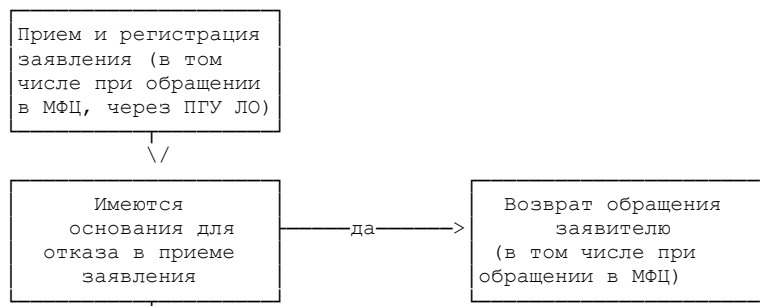 Прием и регистрация
заявления (в том
числе при обращении
в МФЦ, через ПГУ ЛО)
\/
Имеются
основания для
отказа в приеме
заявления
да
>
Возврат обращения
заявителю
(в том числе при
обращении в МФЦ)